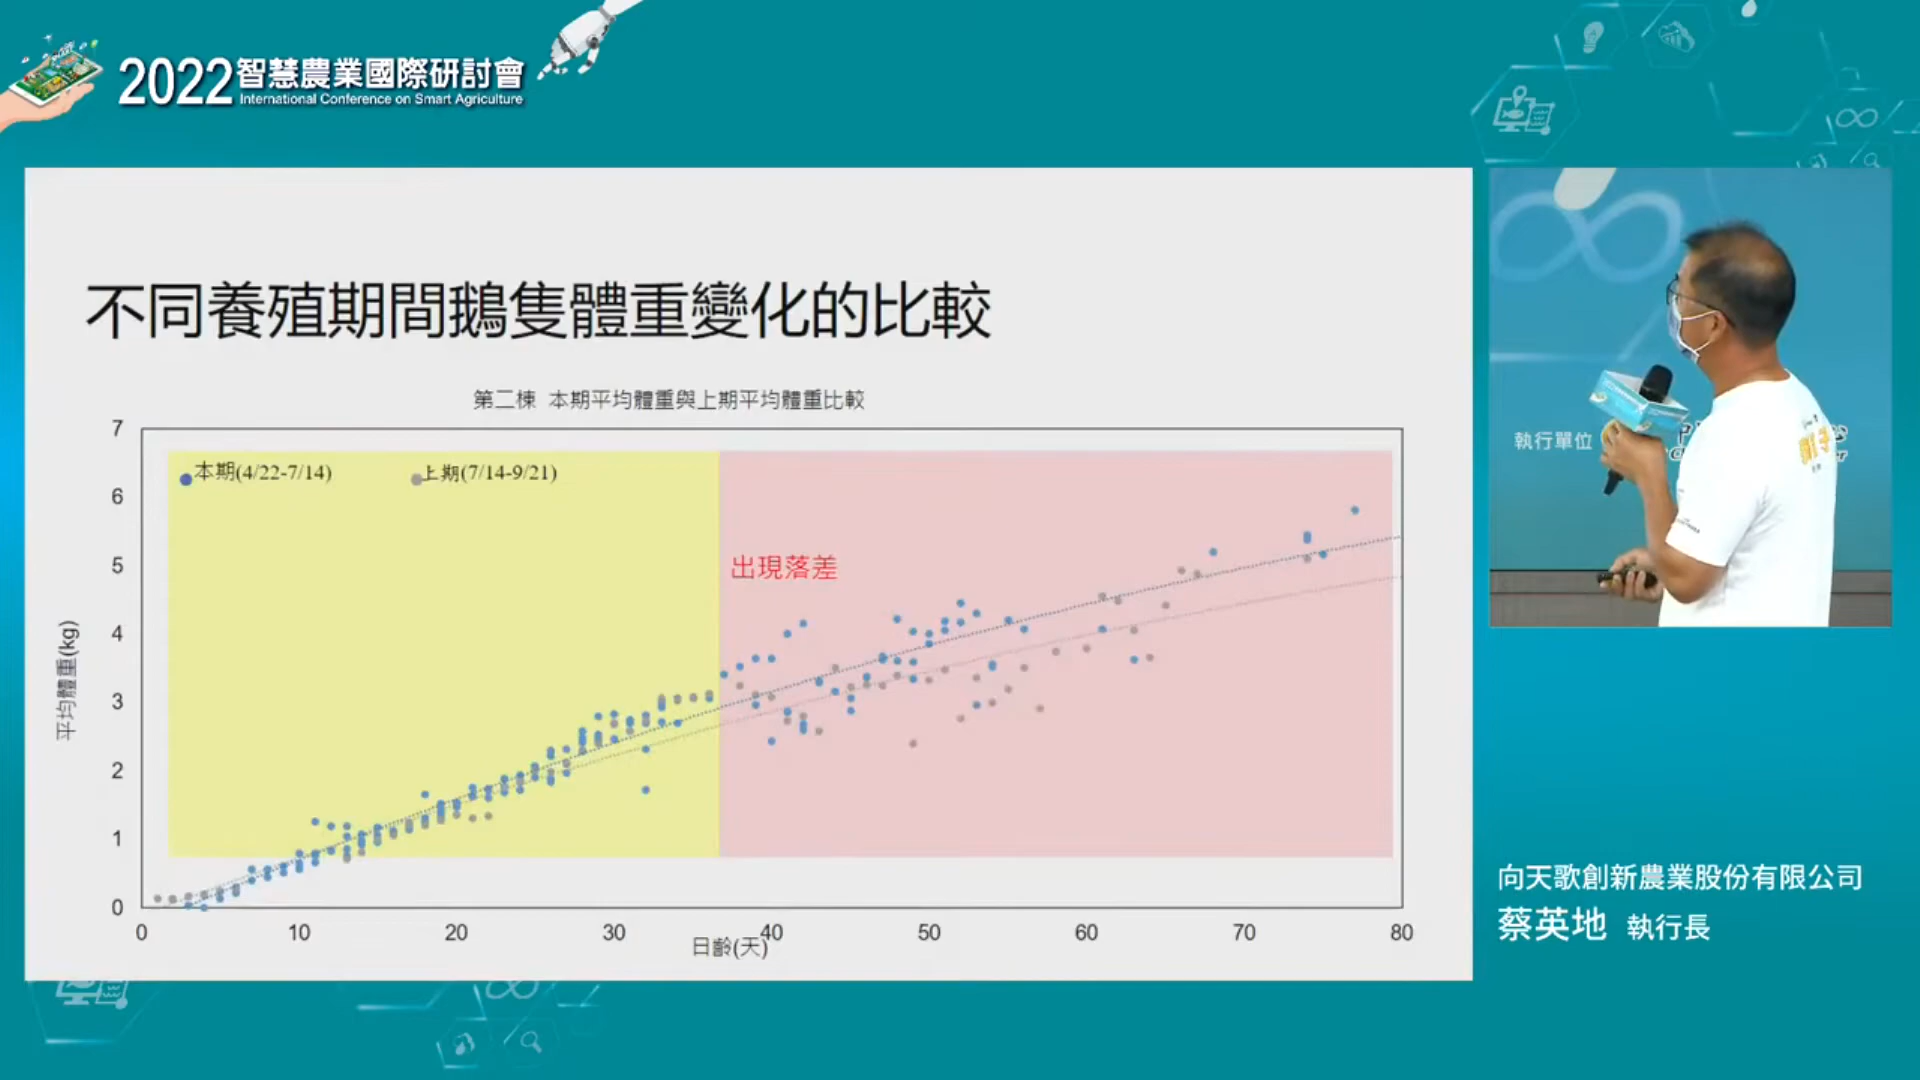 2022智慧農業國際研討會
International Conference on Smart Agriculture
不同養殖期間鵝隻體重變化的比較
第二棟 本期平均體重與上期平均體重比較
本期(4/22-7/14)
上期(7/14-9/21)
出現落差
平均體重(kg)
7
6
5
4
3
2
1
0
0 10 20 30 40 50 60 70 80
日齡(天)
執行單位
向天歌創新農業股份有限公司
蔡英地 執行長